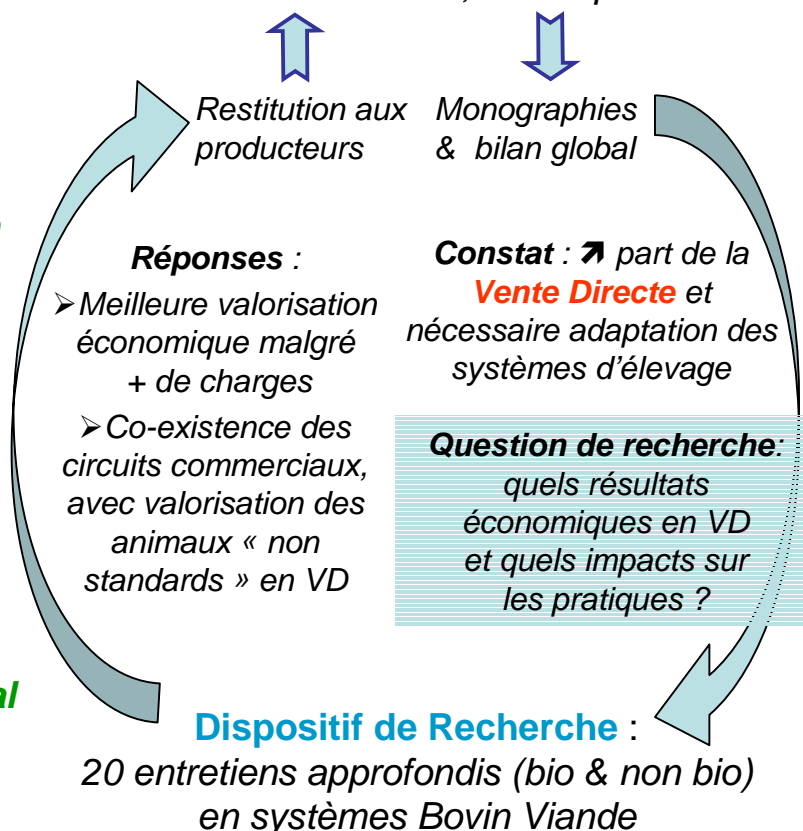 Restitution aux
producteurs
Monographies
& bilan global
Réponses :
➢Meilleure valorisation
économique malgré
+ de charges
➢Co-existence des
circuits commerciaux,
avec valorisation des
animaux « non
standards » en VD
Constat : ↗ part de la
Vente Directe et
nécessaire adaptation des
systèmes d'élevage
Question de recherche:
quels résultats
économiques en VD
et quels impacts sur
les pratiques ?
al
Dispositif de Recherche :
20 entretiens approfondis (bio & non bio)
en systèmes Bovin Viande